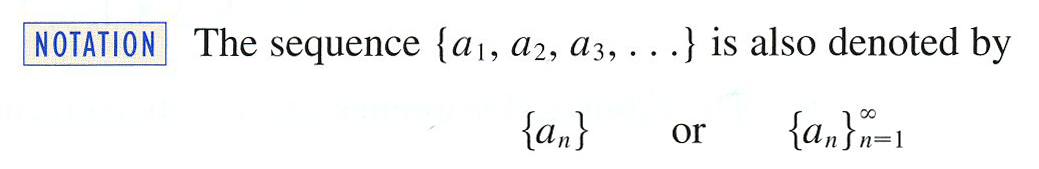 NOTATION The sequence {a₁, a₂, a₃, . . .} is also denoted by
{aₙ} or {aₙ}∞ₙ₌₁